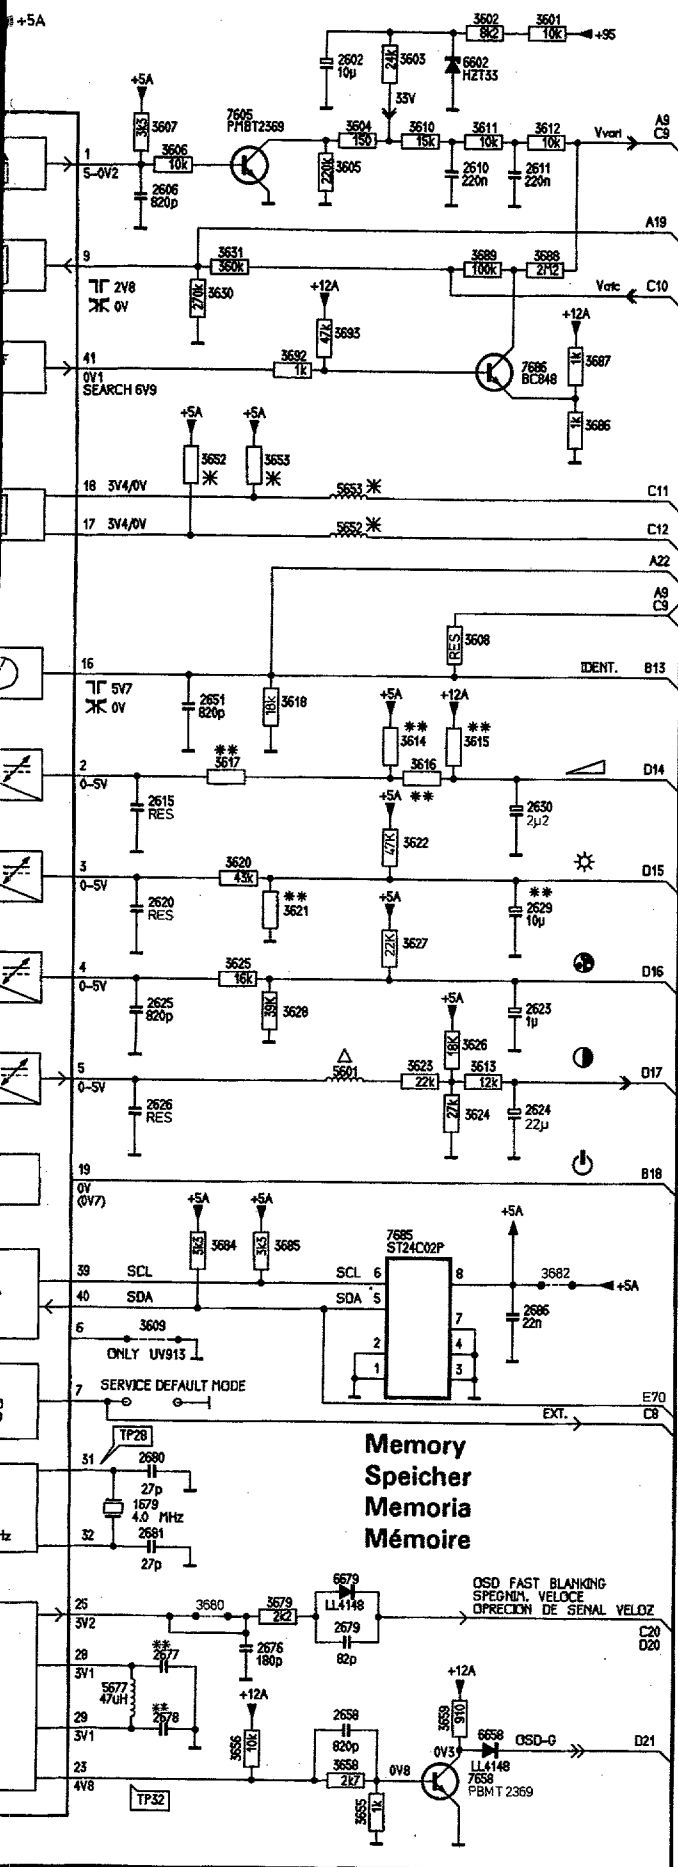 +5A
3602 3601
8k2 10k
+95
2602
10µ
24k
3603
6602
HZT33
33V
+5A
3k3
3607
7605
PMBT2369
1
5-0V2
3606
10k
2606
820p
3604 3610 3611 3612
150 15k 10k 10k
220k
3605
2610
220n
2611
220n
Vvari
A9
C9
A19
9
3631
360k
3689
100k
3688
2M2
2V8
0V
270k
3630
Vafc
C10
+12A
47k
3693
+12A
41
0V1
SEARCH 6V9
3692
1k
7686
BC848
1k
3687
1k
3686
+5A +5A
3652
3653
18 3V4/0V
5653
C11
17 3V4/0V
5652
C12
A22
A9
C9
RES
3608
16
5V7
0V
IDENT. B13
2651
820p
18k
3618
+5A +12A
**
3614
**
3615
2
0-5V
**
3617
3616
**
D14
2615
RES
2630
2µ2
+5A
47K
3622
3
0-5V
3620
43k
D15
2620
RES
**
3621
**
2629
10µ
+5A
22K
3627
4
0-5V
3625
16k
D16
2625
820p
39K
3628
2623
1µ
+5A
18K
3626
5
0-5V
5601
3623
22k
3613
12k
D17
2626
RES
27k
3624
2624
22µ
19
0V
(0V7)
B18
+5A +5A
3k3
3684
3k3
3685
7685
ST24C02P
+5A
39 SCL SCL 6
8
3682
+5A
40 SDA SDA 5
2686
22n
6 3609
ONLY UV913
7
2 4
1 3
7
SERVICE DEFAULT MODE
E70
EXT. C8
TP28
31
2680
27p
1679
4.0 MHz
32
2681
27p
Memory
Speicher
Memoria
Mémoire
25
3V2
3680
3679
2k2
6679
LL4148
2679
82p
2676
180p
OSD FAST BLANKING
SPEGNIM. VELOCE
OPRECION DE SENAL VELOZ
C20
D20
28
3V1
**
2677
5677
47uH
29
3V1
**
2678
+12A
3656
10k
2658
820p
3658
2k7
+12A
3659
910
6658
LL4148
OSD-G D21
0V3
23
4V8
0V8
7658
PBMT2369
3655
1k
TP32